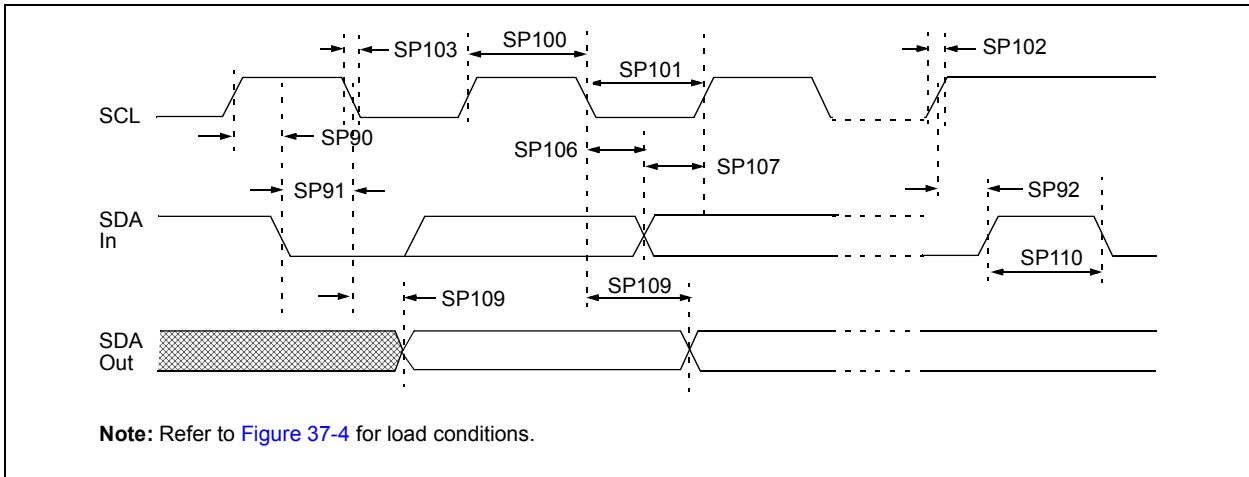 SP103
SP100
SP102
SP101
SCL
SP90
SP106
SP107
SP91
SP92
SDA
In
SP110
SP109
SP109
SDA
Out
Note: Refer to Figure 37-4 for load conditions.